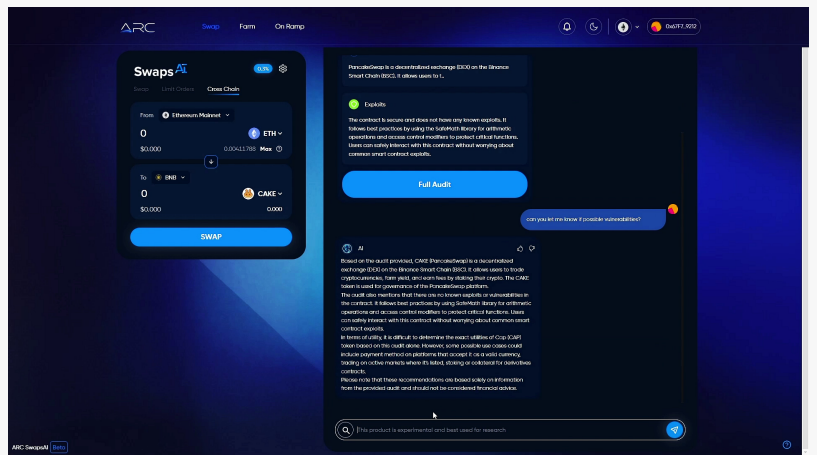 ARC
Swap Farm On Ramp
0x67F7_9212
Swaps AI
0.3%
Swap Limit Orders Cross Chain
From Ethereum Mainnet
0 ETH
$0.000 0.00411788 Max
To BNB
0 CAKE
$0.000 0.000
SWAP
PancakeSwap is a decentralized exchange (DEX) on the Binance
Smart Chain (BSC). It allows users to t...
Exploits
The contract is secure and does not have any known exploits. It
follows best practices by using the SafeMath library for arithmetic
operations and access control modifiers to protect critical functions.
Users can safely interact with this contract without worrying about
common smart contract exploits.
Full Audit
can you let me know if possible vulnerabilities?
AI
Based on the audit provided, CAKE (PancakeSwap) is a decentralized
exchange (DEX) on the Binance Smart Chain (BSC). It allows users to trade
cryptocurrencies, farm yield, and earn fees by staking their crypto. The CAKE
token is used for governance of the PancakeSwap platform.
The audit also mentions that there are no known exploits or vulnerabilities in
the contract. It follows best practices by using SafeMath library for arithmetic
operations and access control modifiers to protect critical functions. Users
can safely interact with this contract without worrying about common smart
contract exploits.
In terms of utility, it is difficult to determine the exact utilities of Cap (CAP)
token based on this audit alone. However, some possible use cases could
include payment method on platforms that accept it as a valid currency,
trading on active markets where it's listed, staking or collateral for derivatives
contracts.
Please note that these recommendations are based solely on information
from the provided audit and should not be considered financial advice.
This product is experimental and best used for research
ARC SwapsAI Beta